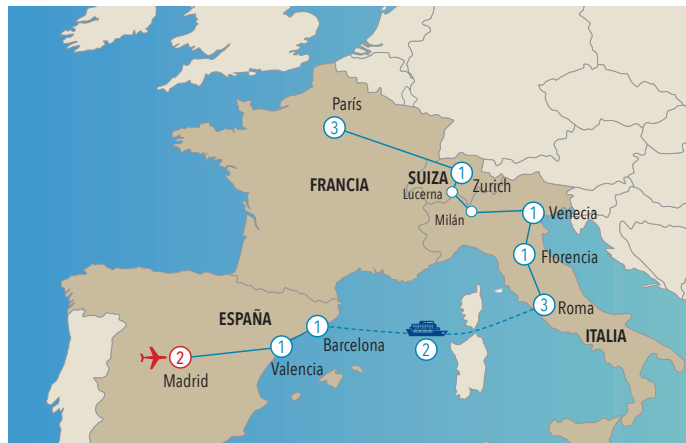 París
3
FRANCIA
SUIZA
1
Zurich
Lucerna
Milán
1
Venecia
1
Florencia
3
Roma
ITALIA
ESPAÑA
1
Barcelona
2
2
Madrid
1
Valencia